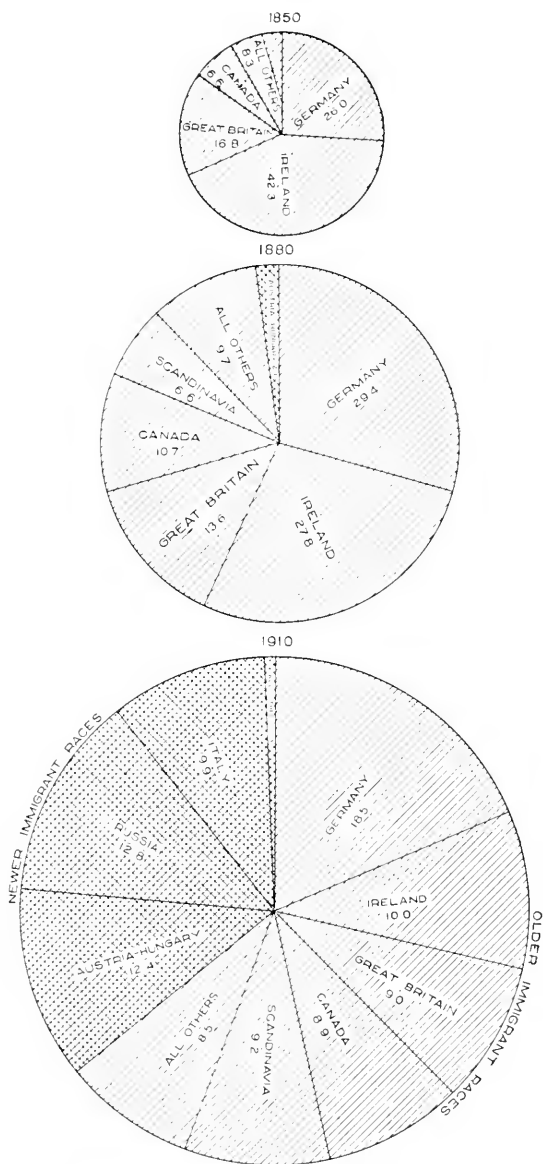 1850
GERMANY
26.0
IRELAND
42.3
GREAT BRITAIN
16.8
CANADA
6.6
ALL OTHERS
8.3
1880
GERMANY
29.4
IRELAND
27.8
GREAT BRITAIN
13.6
CANADA
10.7
SCANDINAVIA
6.6
ALL OTHERS
9.7
1910
GERMANY
18.5
IRELAND
10.0
GREAT BRITAIN
9.0
CANADA
8.9
SCANDINAVIA
9.2
ALL OTHERS
8.5
AUSTRIA-HUNGARY
12.4
RUSSIA
12.8
ITALY
9.9
NEWER IMMIGRANT RACES
OLDER IMMIGRANT RACES